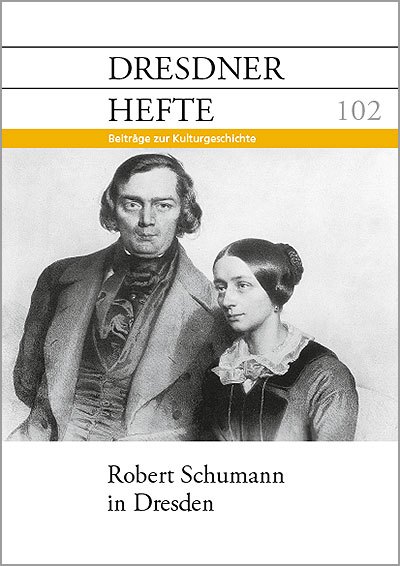 DRESDNER
HEFTE 102
Beiträge zur Kulturgeschichte
Robert Schumann
in Dresden